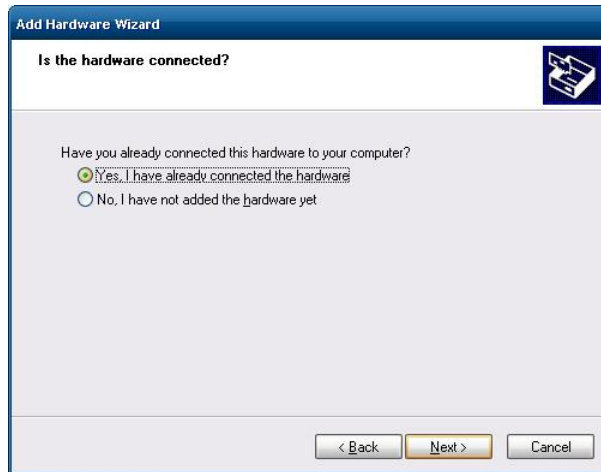 Add Hardware Wizard
Is the hardware connected?
Have you already connected this hardware to your computer?
Yes, I have already connected the hardware
No, I have not added the hardware yet
< Back Next > Cancel